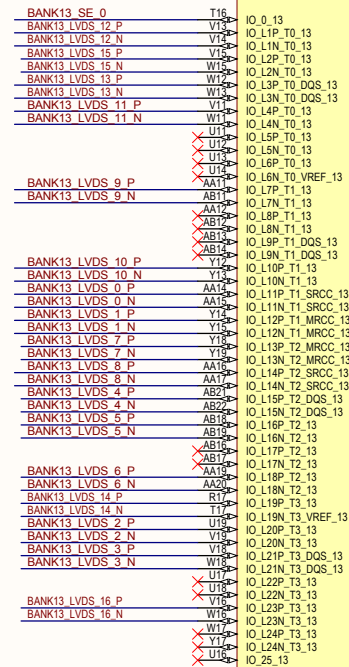 BANK13_SE_0 T16 IO_0_13
BANK13_LVDS_12_P V13 IO_L1P_T0_13
BANK13_LVDS_12_N V14 IO_L1N_T0_13
BANK13_LVDS_15_P V15 IO_L2P_T0_13
BANK13_LVDS_15_N W15 IO_L2N_T0_13
BANK13_LVDS_13_P W12 IO_L3P_T0_DQS_13
BANK13_LVDS_13_N W13 IO_L3N_T0_DQS_13
BANK13_LVDS_11_P V11 IO_L4P_T0_13
BANK13_LVDS_11_N W11 IO_L4N_T0_13
U11 IO_L5P_T0_13
U12 IO_L5N_T0_13
U13 IO_L6P_T0_13
U14 IO_L6N_T0_VREF_13
BANK13_LVDS_9_P AA11 IO_L7P_T1_13
BANK13_LVDS_9_N AB11 IO_L7N_T1_13
AA12 IO_L8P_T1_13
AB12 IO_L8N_T1_13
AB13 IO_L9P_T1_DQS_13
AB14 IO_L9N_T1_DQS_13
BANK13_LVDS_10_P Y12 IO_L10P_T1_13
BANK13_LVDS_10_N Y13 IO_L10N_T1_13
BANK13_LVDS_0_P AA14 IO_L11P_T1_SRCC_13
BANK13_LVDS_0_N AA15 IO_L11N_T1_SRCC_13
BANK13_LVDS_1_P Y14 IO_L12P_T1_MRCC_13
BANK13_LVDS_1_N Y15 IO_L12N_T1_MRCC_13
BANK13_LVDS_7_P Y18 IO_L13P_T2_MRCC_13
BANK13_LVDS_7_N Y19 IO_L13N_T2_MRCC_13
BANK13_LVDS_8_P AA16 IO_L14P_T2_SRCC_13
BANK13_LVDS_8_N AA17 IO_L14N_T2_SRCC_13
BANK13_LVDS_4_P AB21 IO_L15P_T2_DQS_13
BANK13_LVDS_4_N AB22 IO_L15N_T2_DQS_13
BANK13_LVDS_5_P AB18 IO_L16P_T2_13
BANK13_LVDS_5_N AB19 IO_L16N_T2_13
AB16 IO_L17P_T2_13
AB17 IO_L17N_T2_13
BANK13_LVDS_6_P AA19 IO_L18P_T2_13
BANK13_LVDS_6_N AA20 IO_L18N_T2_13
BANK13_LVDS_14_P R17 IO_L19P_T3_13
BANK13_LVDS_14_N T17 IO_L19N_T3_VREF_13
BANK13_LVDS_2_P U19 IO_L20P_T3_13
BANK13_LVDS_2_N V19 IO_L20N_T3_13
BANK13_LVDS_3_P V18 IO_L21P_T3_DQS_13
BANK13_LVDS_3_N W18 IO_L21N_T3_DQS_13
U17 IO_L22P_T3_13
U18 IO_L22N_T3_13
BANK13_LVDS_16_P V16 IO_L23P_T3_13
BANK13_LVDS_16_N W16 IO_L23N_T3_13
W17 IO_L24P_T3_13
Y17 IO_L24N_T3_13
U16 IO_25_13